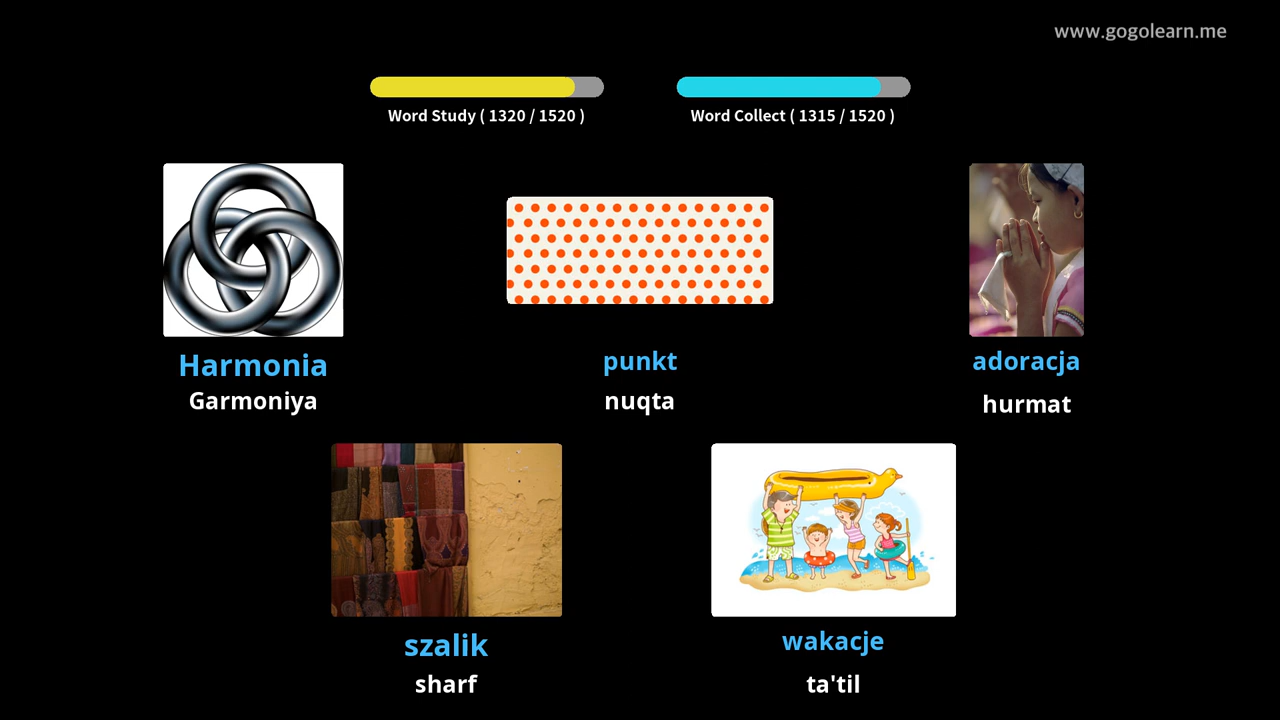 www.gogolearn.me
Word Study ( 1320 / 1520 )
Word Collect ( 1315 / 1520 )
Harmonia
Garmoniya
punkt
nuqta
adoracja
hurmat
szalik
sharf
wakacje
ta'til